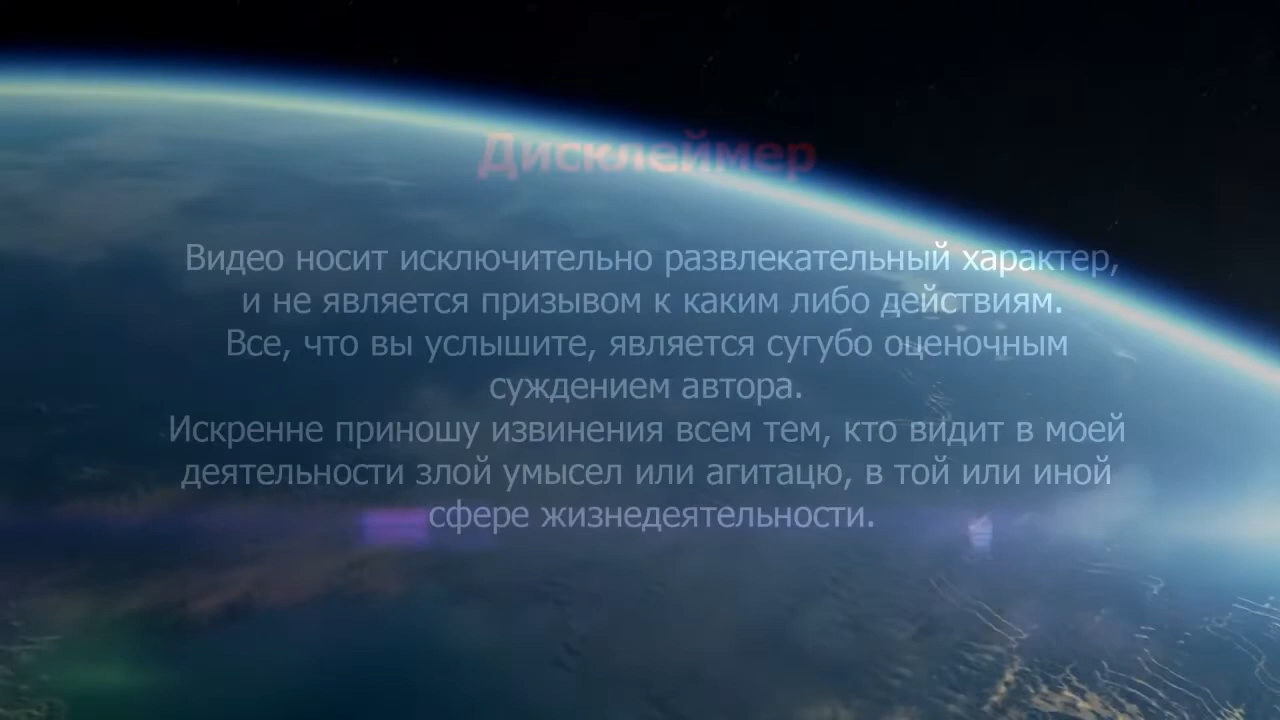 Дисклеймер
Видео носит исключительно развлекательный характер,
и не является призывом к каким либо действиям.
Все, что вы услышите, является сугубо оценочным
суждением автора.
Искренне приношу извинения всем тем, кто видит в моей
деятельности злой умысел или агитацю, в той или иной
сфере жизнедеятельности.